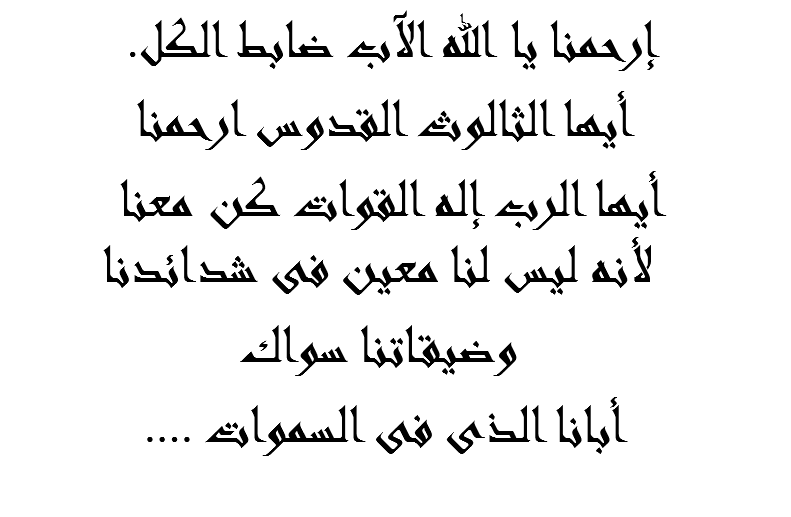 إرحمنا يا الله الآب ضابط الكل.
أيها الثالوث القدوس ارحمنا
أيها الرب إله القوات كن معنا
لأنه ليس لنا معين فى شدائدنا
وضيقاتنا سواك
أبانا الذى فى السموات ....